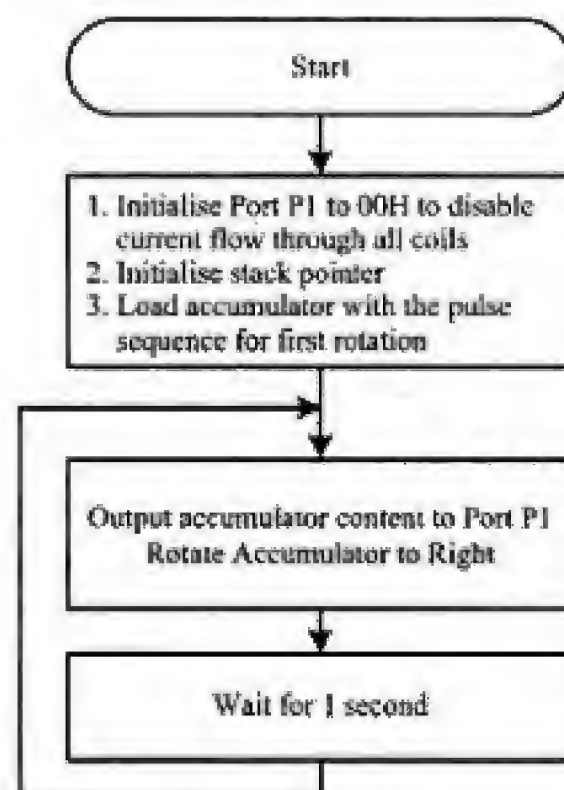 Start
1. Initialise Port P1 to 00H to disable
current flow through all coils
2. Initialise stack pointer
3. Load accumulator with the pulse
sequence for first rotation
Output accumulator content to Port P1
Rotate Accumulator to Right
Wait for 1 second